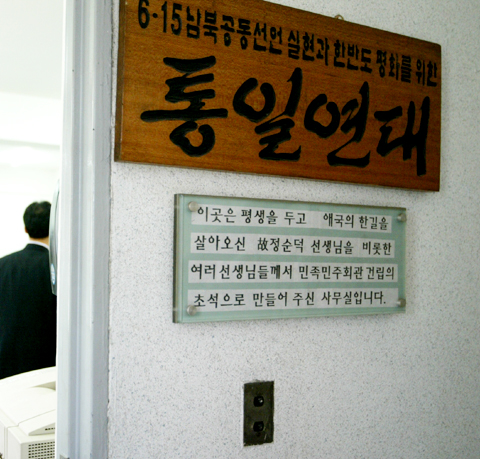 6·15남북공동선언 실현과 한반도 평화를 위한
통일연대
이곳은 평생을 두고 애국의 한길을
살아오신 故정순덕 선생님을 비롯한
여러선생님들께서 민족민주회관 건립의
초석으로 만들어 주신 사무실입니다.